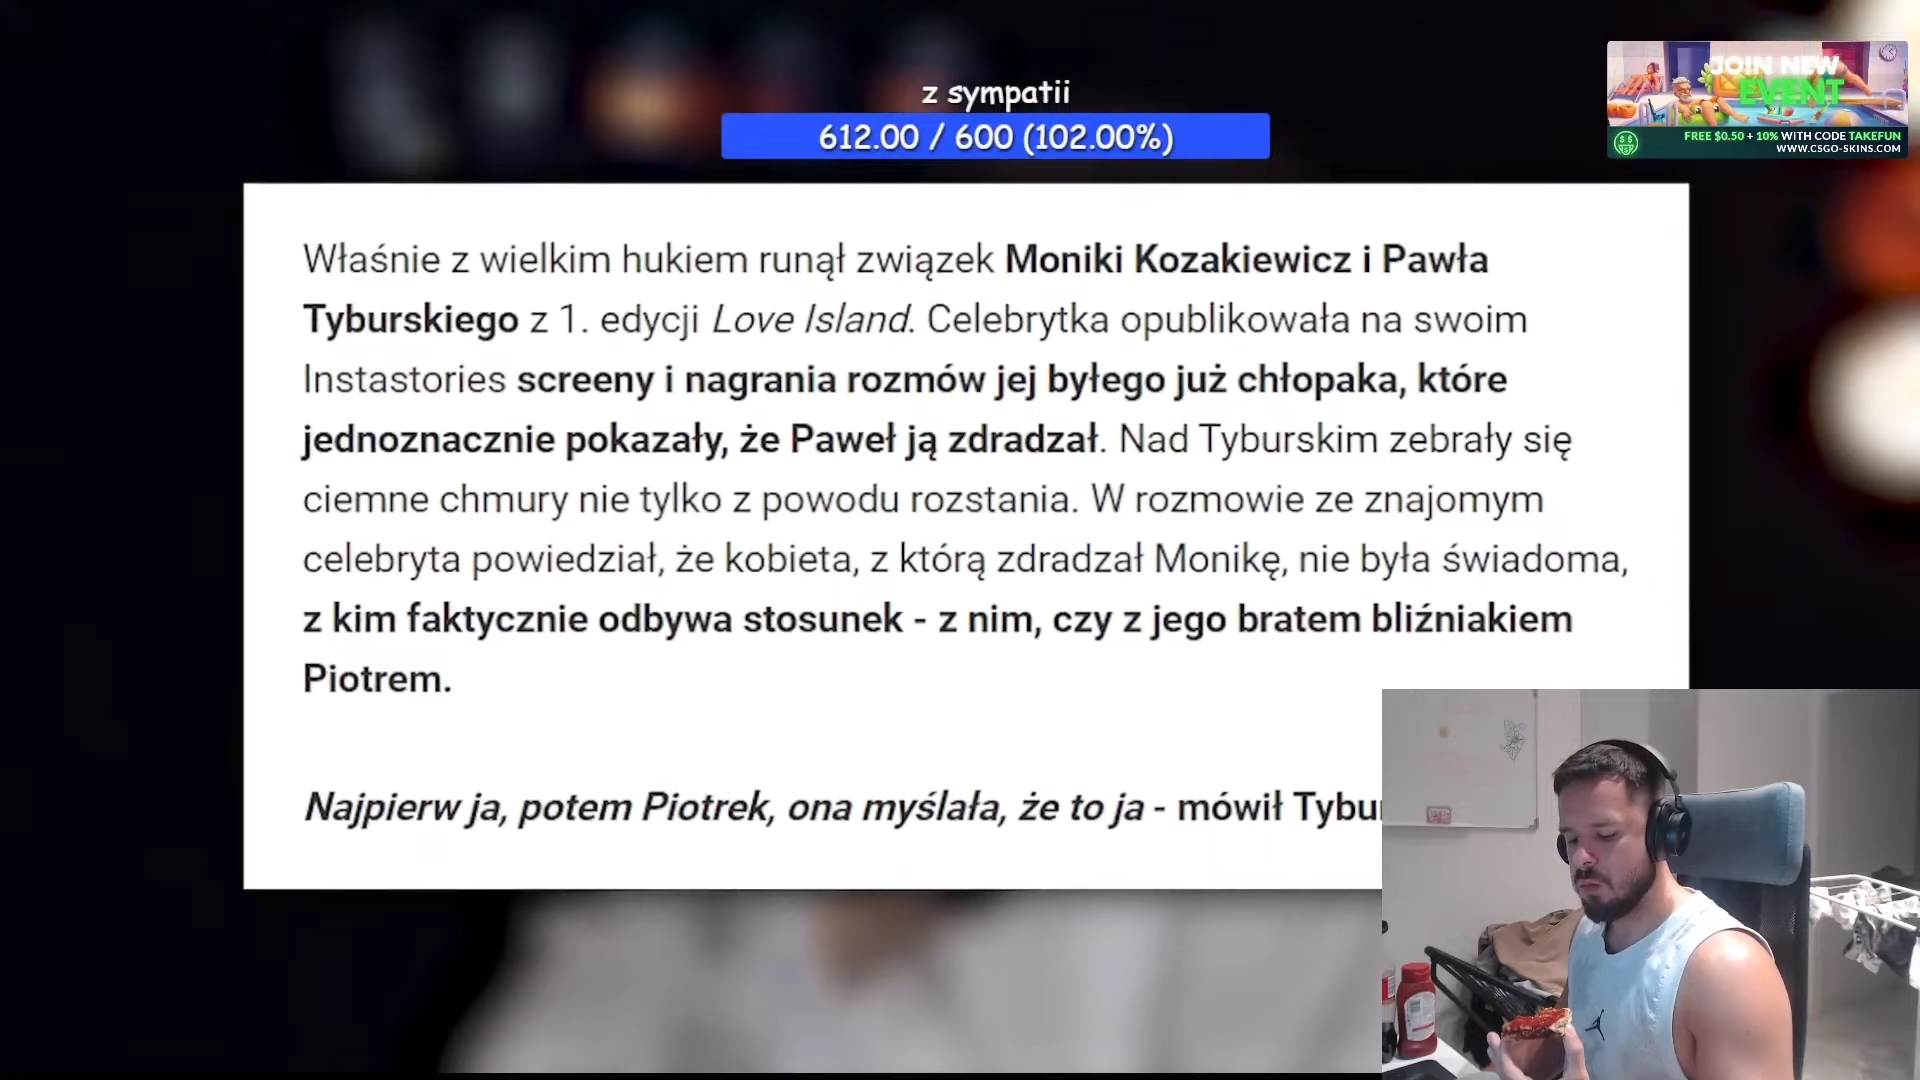 z sympatii
612.00 / 600 (102.00%)
JOIN NEW
EVENT
FREE $0.50 + 10% WITH CODE TAKEFUN
WWW.CSGO-SKINS.COM
Właśnie z wielkim hukiem runął związek Moniki Kozakiewicz i Pawła
Tyburskiego z 1. edycji Love Island. Celebrytka opublikowała na swoim
Instastories screeny i nagrania rozmów jej byłego już chłopaka, które
jednoznacznie pokazały, że Paweł ją zdradzał. Nad Tyburskim zebrały się
ciemne chmury nie tylko z powodu rozstania. W rozmowie ze znajomym
celebryta powiedział, że kobieta, z którą zdradzał Monikę, nie była świadoma,
z kim faktycznie odbywa stosunek - z nim, czy z jego bratem bliźniakiem
Piotrem.
Najpierw ja, potem Piotrek, ona myślała, że to ja - mówił Tybur